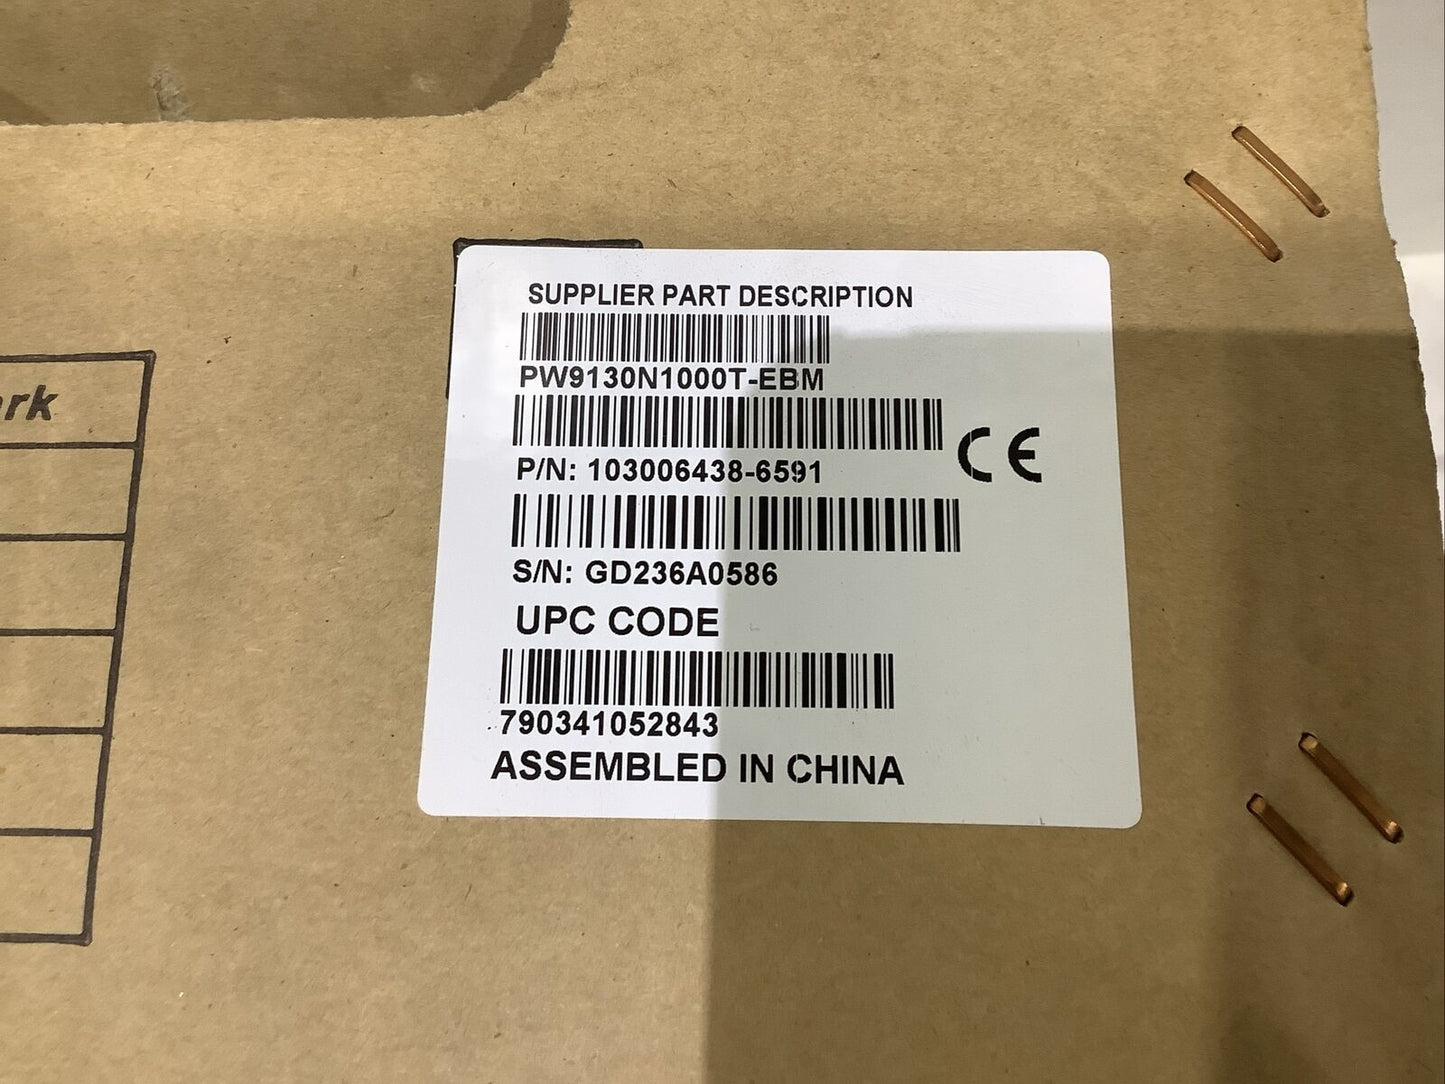 SUPPLIER PART DESCRIPTION
PW9130N1000T-EBM
P/N: 103006438-6591
CE
S/N: GD236A0586
UPC CODE
790341052843
ASSEMBLED IN CHINA